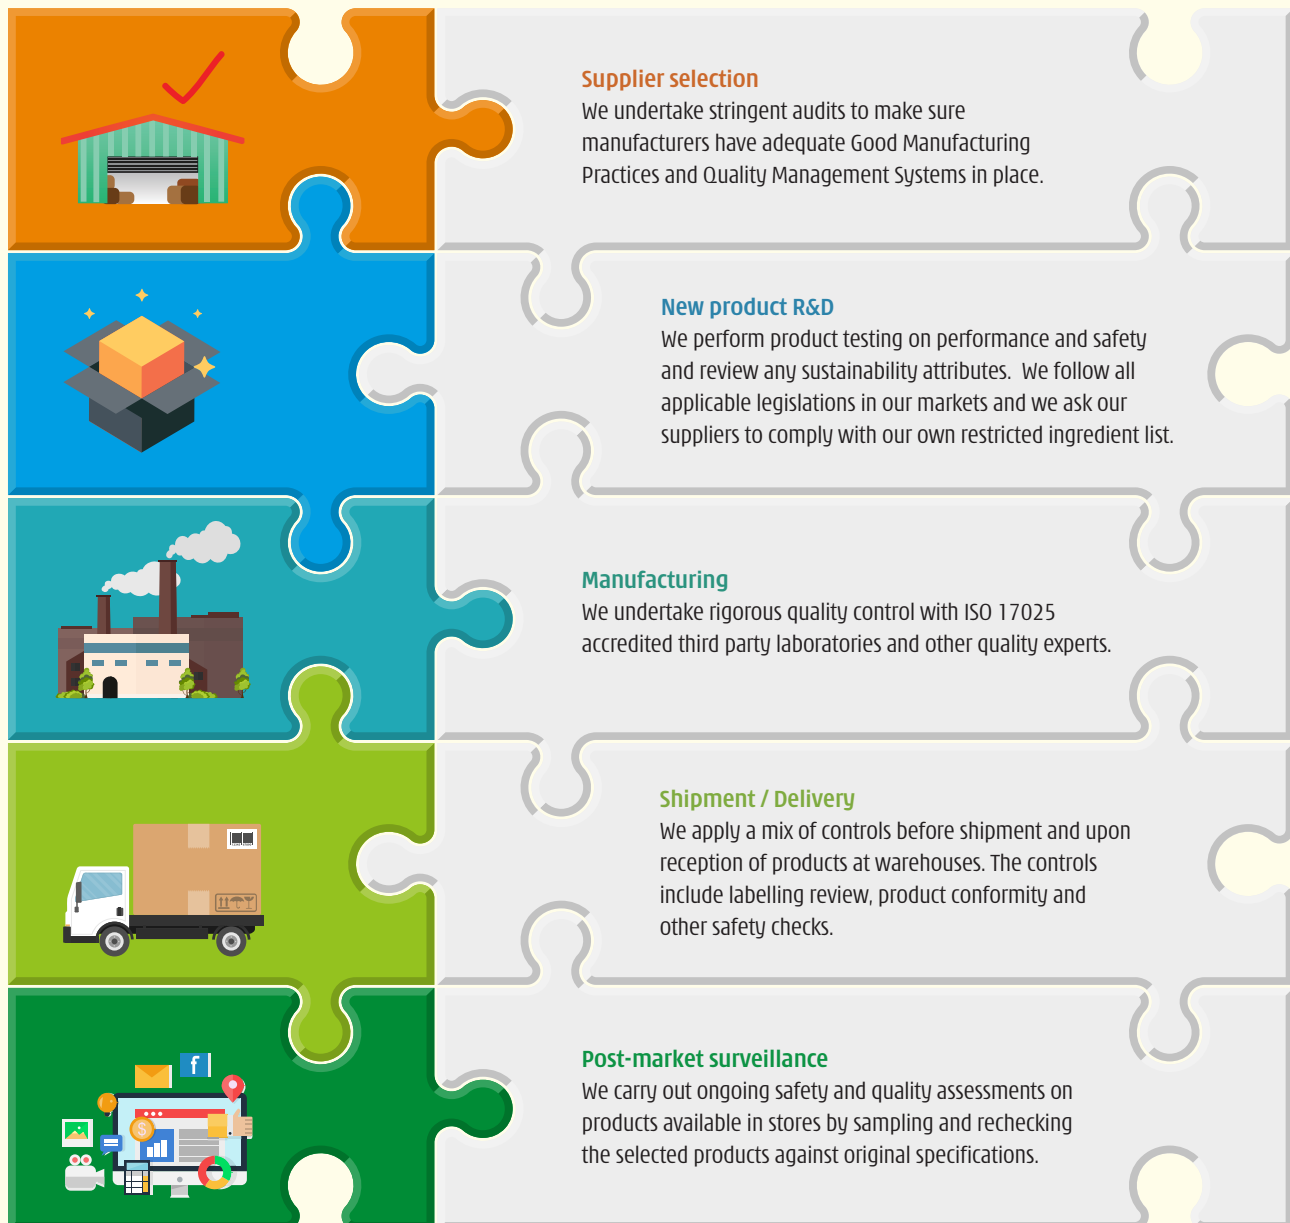 Supplier selection
We undertake stringent audits to make sure
manufacturers have adequate Good Manufacturing
Practices and Quality Management Systems in place.
New product R&D
We perform product testing on performance and safety
and review any sustainability attributes.  We follow all
applicable legislations in our markets and we ask our
suppliers to comply with our own restricted ingredient list.
Manufacturing
We undertake rigorous quality control with ISO 17025
accredited third party laboratories and other quality experts.
Shipment / Delivery
We apply a mix of controls before shipment and upon
reception of products at warehouses. The controls
include labelling review, product conformity and
other safety checks.
f
$
Post-market surveillance
We carry out ongoing safety and quality assessments on
products available in stores by sampling and rechecking
the selected products against original specifications.